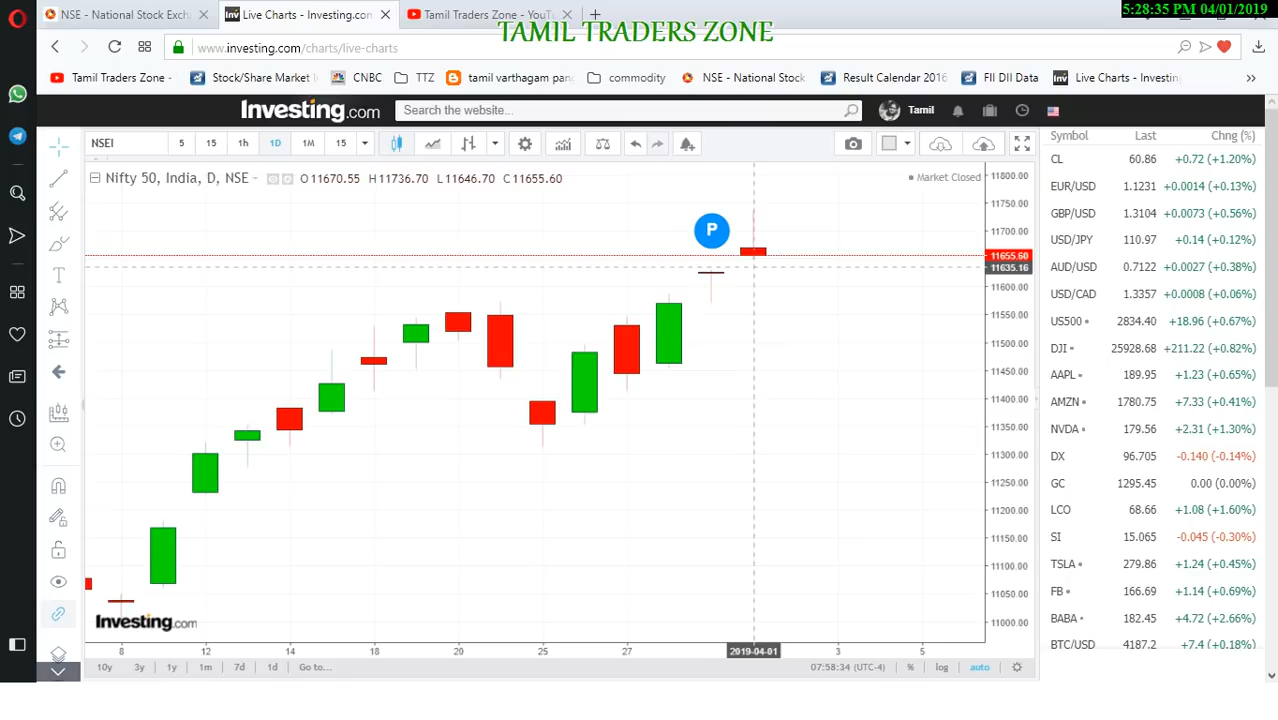 NSE - National Stock Excha
Live Charts - Investing.com
Tamil Traders Zone - YouT
5:28:35 PM 04/01/2019
TAMIL TRADERS ZONE
www.investing.com/charts/live-charts
Tamil Traders Zone -
Stock/Share Market
CNBC
TTZ
tamil varthagam pan
commodity
NSE - National Stock
Result Calendar 2016
FII DII Data
Live Charts - Investin
Investing.com
Search the website...
Tamil
NSEI 5 15 1h 1D 1M 15
Nifty 50, India, D, NSE O11670.55 H11736.70 L11646.70 C11655.60
Market Closed
P
11800.00
11750.00
11700.00
11655.60
11635.16
11600.00
11550.00
11500.00
11450.00
11400.00
11350.00
11300.00
11250.00
11200.00
11150.00
11100.00
11050.00
11000.00
Investing.com
8 12 14 18 20 25 27 2019-04-01 3 5
10y 3y 1y 1m 7d 1d Go to... 07:58:34 (UTC-4) % log auto
Symbol Last Chng (%)
CL 60.86 +0.72 (+1.20%)
EUR/USD 1.1231 +0.0014 (+0.13%)
GBP/USD 1.3104 +0.0073 (+0.56%)
USD/JPY 110.97 +0.14 (+0.12%)
AUD/USD 0.7122 +0.0027 (+0.38%)
USD/CAD 1.3357 +0.0008 (+0.06%)
US500 2834.40 +18.96 (+0.67%)
DJI 25928.68 +211.22 (+0.82%)
AAPL 189.95 +1.23 (+0.65%)
AMZN 1780.75 +7.33 (+0.41%)
NVDA 179.56 +2.31 (+1.30%)
DX 96.705 -0.140 (-0.14%)
GC 1295.45 0.00 (0.00%)
LCO 68.66 +1.08 (+1.60%)
SI 15.065 -0.045 (-0.30%)
TSLA 279.86 +1.24 (+0.45%)
FB 166.69 +1.14 (+0.69%)
BABA 182.45 +4.72 (+2.66%)
BTC/USD 4187.2 +7.4 (+0.18%)